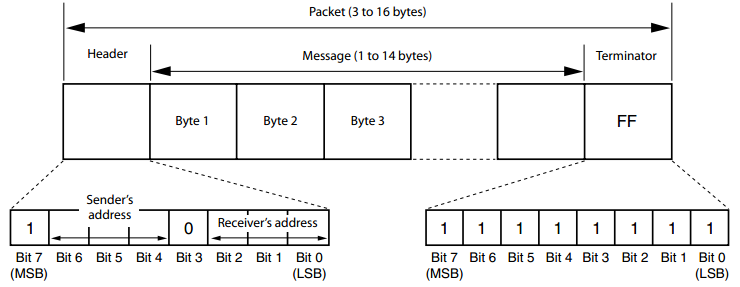 Packet (3 to 16 bytes)
Header
Message (1 to 14 bytes)
Terminator
Byte 1
Byte 2
Byte 3
FF
Sender's
address
Receiver's address
1
0
1 1 1 1 1 1 1 1
Bit 7 Bit 6 Bit 5 Bit 4 Bit 3 Bit 2 Bit 1 Bit 0
(MSB) (LSB)
Bit 7 Bit 6 Bit 5 Bit 4 Bit 3 Bit 2 Bit 1 Bit 0
(MSB) (LSB)